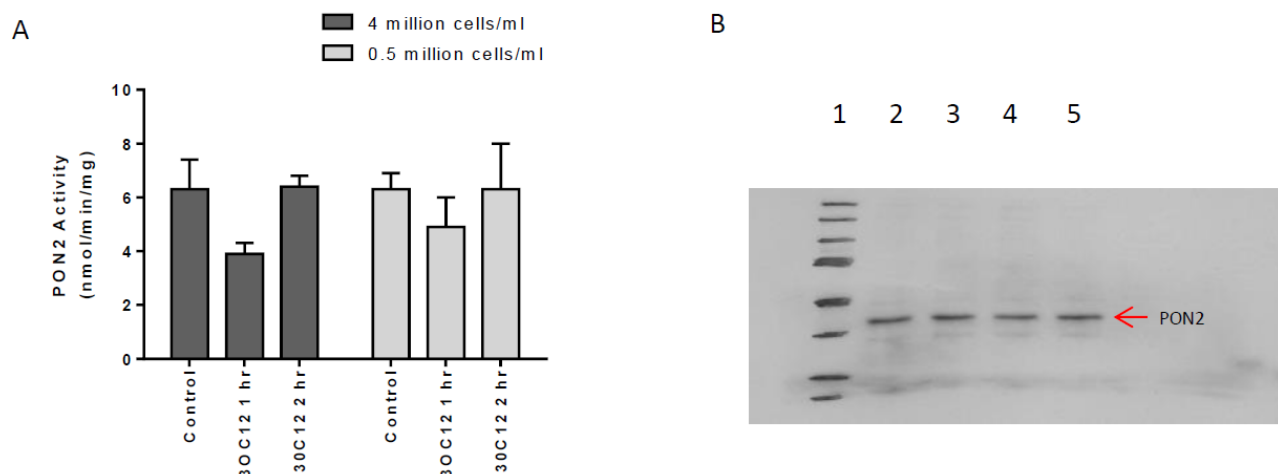 A
4 million cells/ml
0.5 million cells/ml
PON2 Activity
(nmol/min/mg)
10
8
6
4
2
0
Control
3OC12 1 hr
30C12 2 hr
Control
3OC12 1 hr
30C12 2 hr
B
1 2 3 4 5
PON2